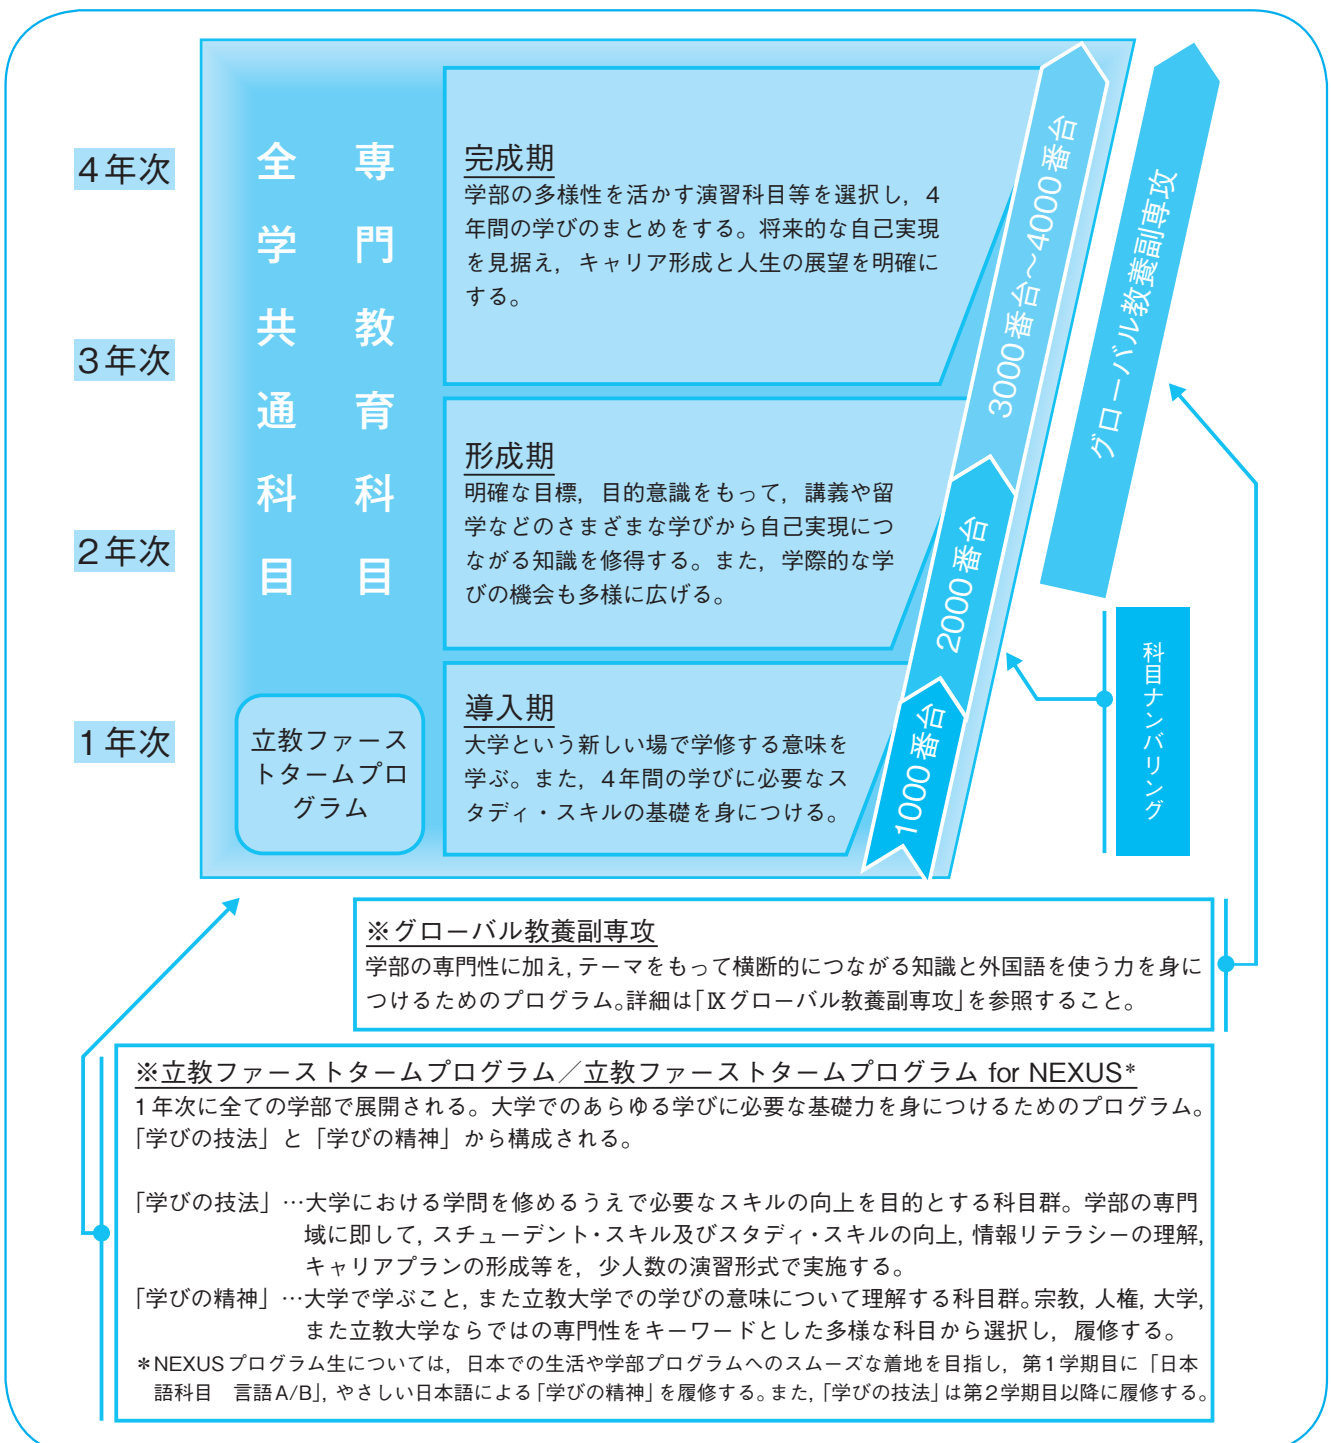 4年次
3年次
2年次
1年次
全学共通科目
専門教育科目
立教ファース
トタームプロ
グラム
完成期
学部の多様性を活かす演習科目等を選択し，4
年間の学びのまとめをする。将来的な自己実現
を見据え，キャリア形成と人生の展望を明確に
する。
形成期
明確な目標，目的意識をもって，講義や留
学などのさまざまな学びから自己実現につ
ながる知識を修得する。また，学際的な学
びの機会も多様に広げる。
導入期
大学という新しい場で学修する意味を
学ぶ。また，4年間の学びに必要なス
タディ・スキルの基礎を身につける。
3000番台～4000番台
2000番台
1000番台
グローバル教養副専攻
科目ナンバリング
※グローバル教養副専攻
学部の専門性に加え，テーマをもって横断的につながる知識と外国語を使う力を身に
つけるためのプログラム。詳細は「Ⅸグローバル教養副専攻」を参照すること。
※立教ファーストタームプログラム／立教ファーストタームプログラム for NEXUS*
1年次に全ての学部で展開される。大学でのあらゆる学びに必要な基礎力を身につけるためのプログラム。
「学びの技法」と「学びの精神」から構成される。
「学びの技法」…大学における学問を修めるうえで必要なスキルの向上を目的とする科目群。学部の専門
域に即して，スチューデント・スキル及びスタディ・スキルの向上，情報リテラシーの理解，
キャリアプランの形成等を，少人数の演習形式で実施する。
「学びの精神」…大学で学ぶこと，また立教大学での学びの意味について理解する科目群。宗教，人権，大学，
また立教大学ならではの専門性をキーワードとした多様な科目から選択し，履修する。
＊NEXUSプログラム生については，日本での生活や学部プログラムへのスムーズな着地を目指し，第1学期目に「日本
語科目　言語A/B」，やさしい日本語による「学びの精神」を履修する。また，「学びの技法」は第2学期目以降に履修する。